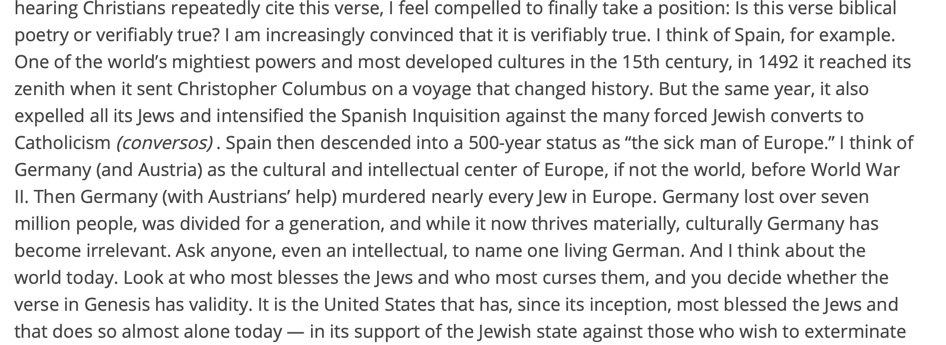 hearing Christians repeatedly cite this verse, I feel compelled to finally take a position: Is this verse biblical
poetry or verifiably true? I am increasingly convinced that it is verifiably true. I think of Spain, for example.
One of the world’s mightiest powers and most developed cultures in the 15th century, in 1492 it reached its
zenith when it sent Christopher Columbus on a voyage that changed history. But the same year, it also
expelled all its Jews and intensified the Spanish Inquisition against the many forced Jewish converts to
Catholicism (conversos) . Spain then descended into a 500-year status as “the sick man of Europe.” I think of
Germany (and Austria) as the cultural and intellectual center of Europe, if not the world, before World War
II. Then Germany (with Austrians’ help) murdered nearly every Jew in Europe. Germany lost over seven
million people, was divided for a generation, and while it now thrives materially, culturally Germany has
become irrelevant. Ask anyone, even an intellectual, to name one living German. And I think about the
world today. Look at who most blesses the Jews and who most curses them, and you decide whether the
verse in Genesis has validity. It is the United States that has, since its inception, most blessed the Jews and
that does so almost alone today — in its support of the Jewish state against those who wish to exterminate